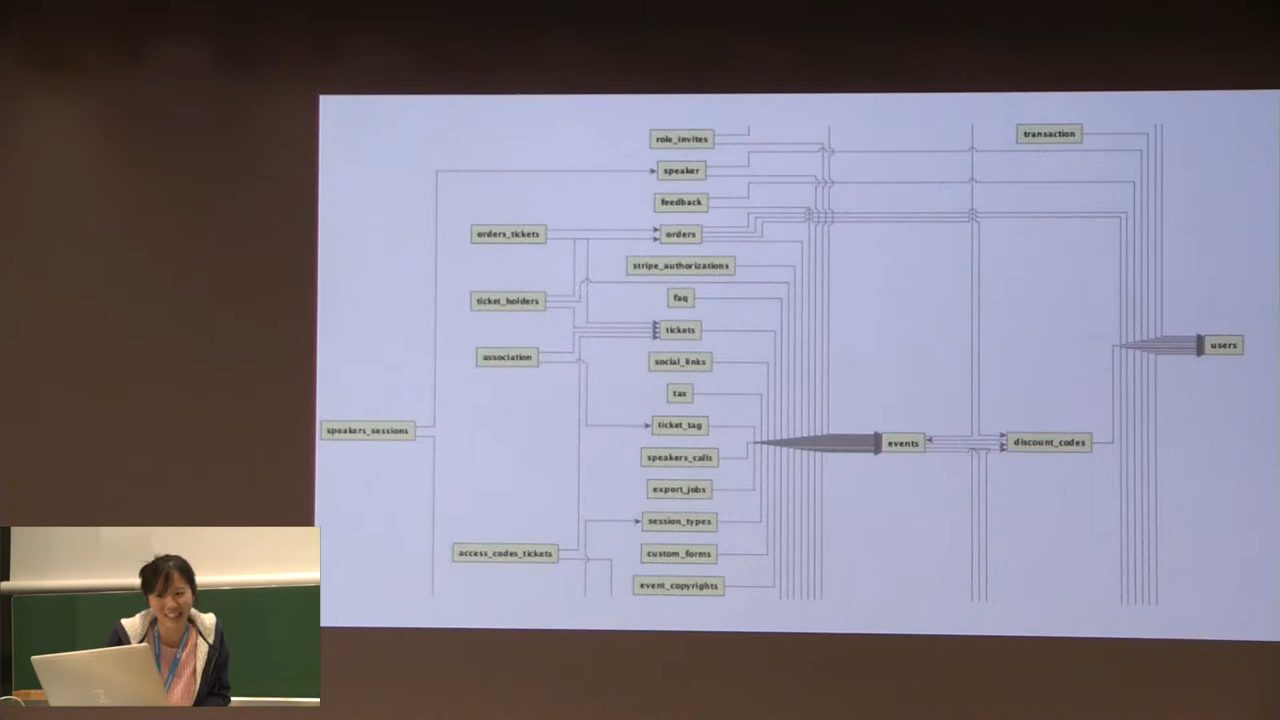 role_invites
transaction
speaker
feedback
orders_tickets
orders
stripe_authorizations
faq
ticket_holders
tickets
users
association
social_links
tax
ticket_tag
speakers_sessions
events
discount_codes
speakers_calls
export_jobs
session_types
access_codes_tickets
custom_forms
event_copyrights